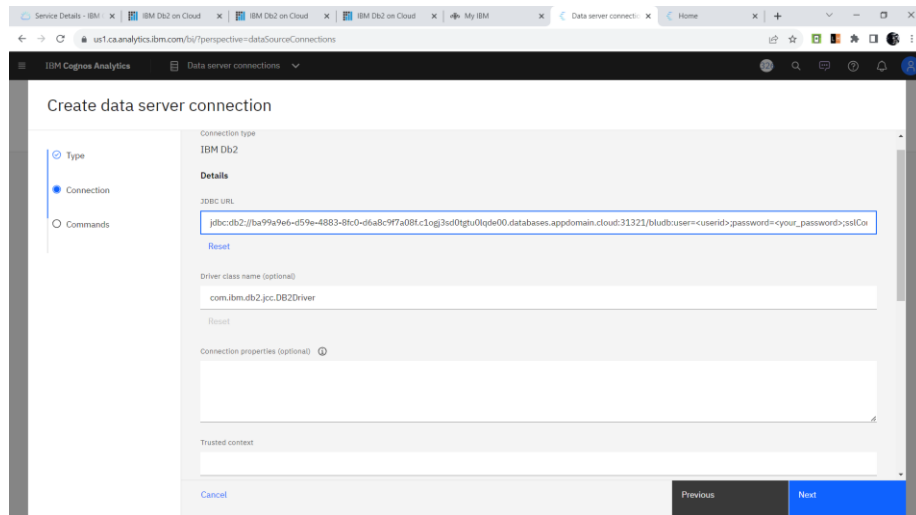 Service Details - IBM
IBM Db2 on Cloud
IBM Db2 on Cloud
IBM Db2 on Cloud
My IBM
Data server connectio
Home
us1.ca.analytics.ibm.com/bi/?perspective=dataSourceConnections
IBM Cognos Analytics
Data server connections
Create data server connection
Type
Connection
Commands
Connection type
IBM Db2
Details
JDBC URL
jdbc:db2://ba99a9e6-d59e-4883-8fc0-d6a8c9f7a08f.c1ogj3sd0tgtu0lqde00.databases.appdomain.cloud:31321/bludb:user=<userid>;password=<your_password>;sslCo
Reset
Driver class name (optional)
com.ibm.db2.jcc.DB2Driver
Reset
Connection properties (optional)
Trusted context
Cancel
Previous
Next